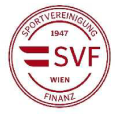 SPORTVEREINIGUNG
1947
SVF
WIEN
FINANZ